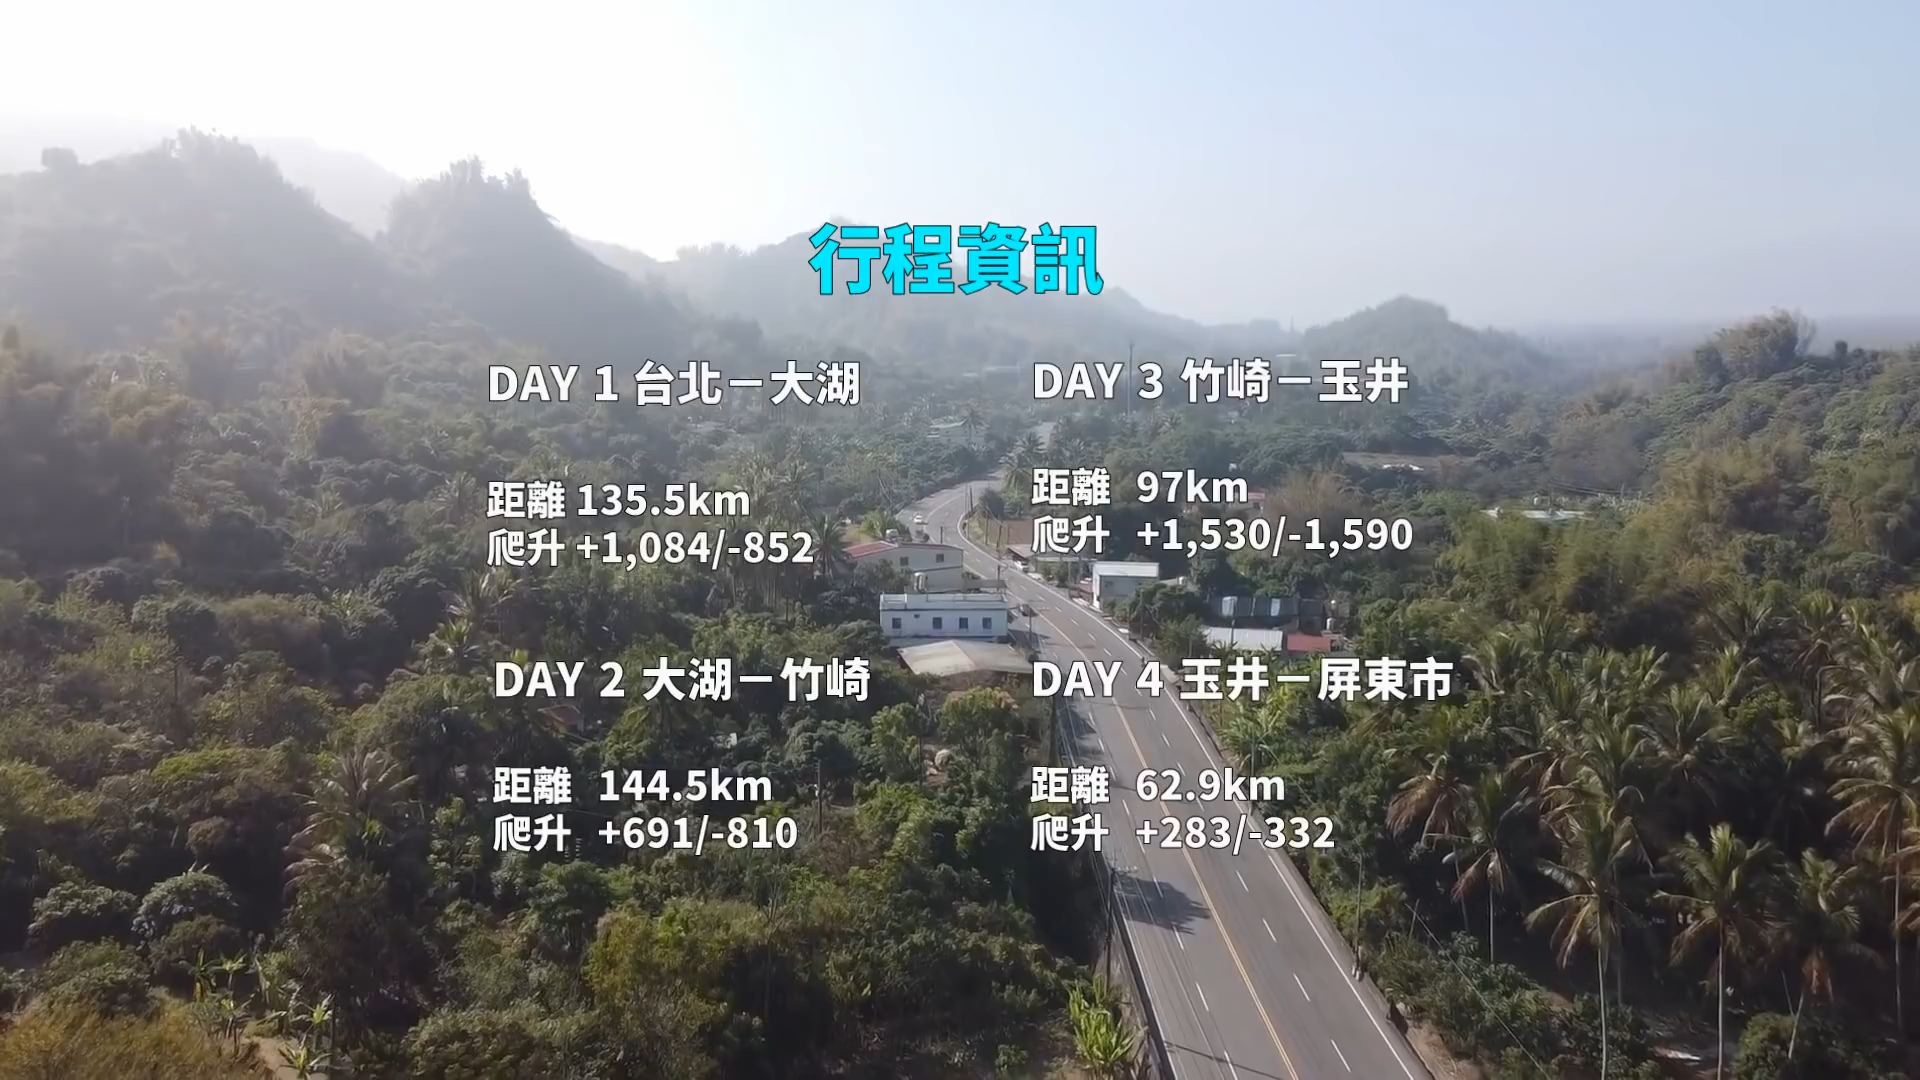 行程資訊
DAY 1 台北－大湖
距離 135.5km
爬升 +1,084/-852
DAY 2 大湖－竹崎
距離 144.5km
爬升 +691/-810
DAY 3 竹崎－玉井
距離 97km
爬升 +1,530/-1,590
DAY 4 玉井－屏東市
距離 62.9km
爬升 +283/-332